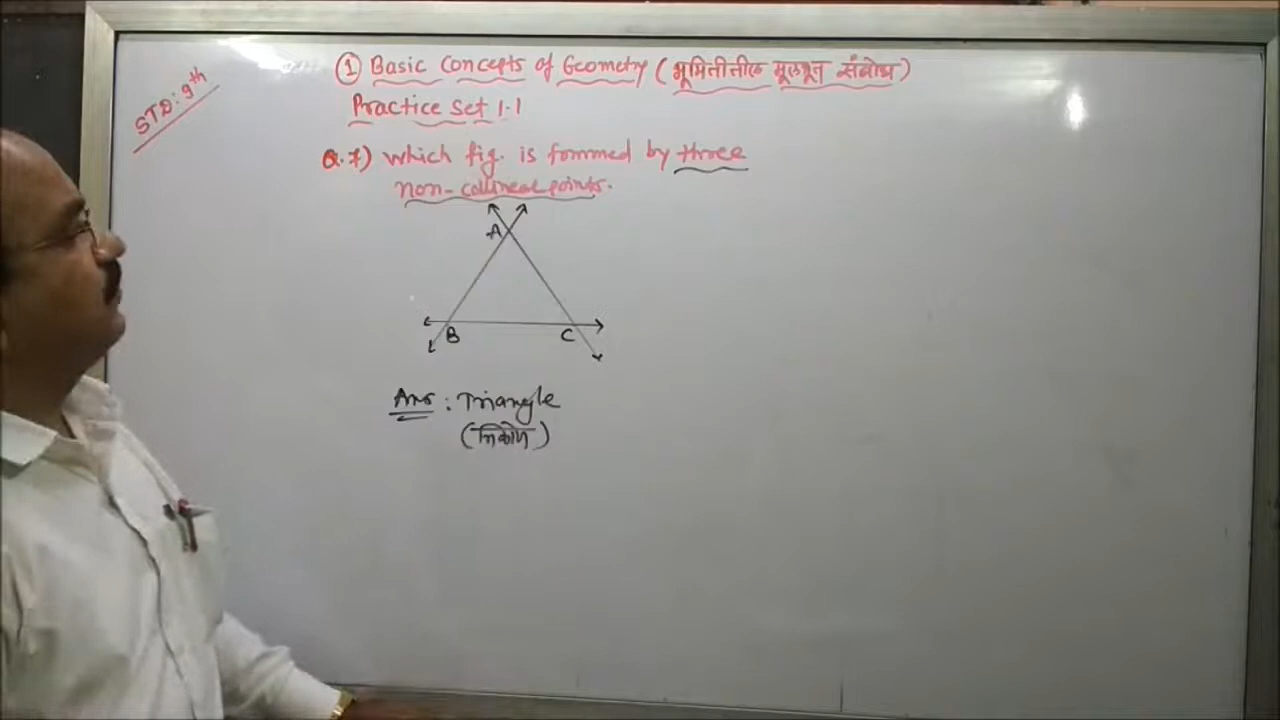 STD: 9th
① Basic Concepts of Geometry (भूमितीतील मूलभूत संबोध)
Practice Set 1.1
Q.7) which fig. is formmed by three
non-collinear points.
A
B C
Ans : Triangle
(त्रिकोण)